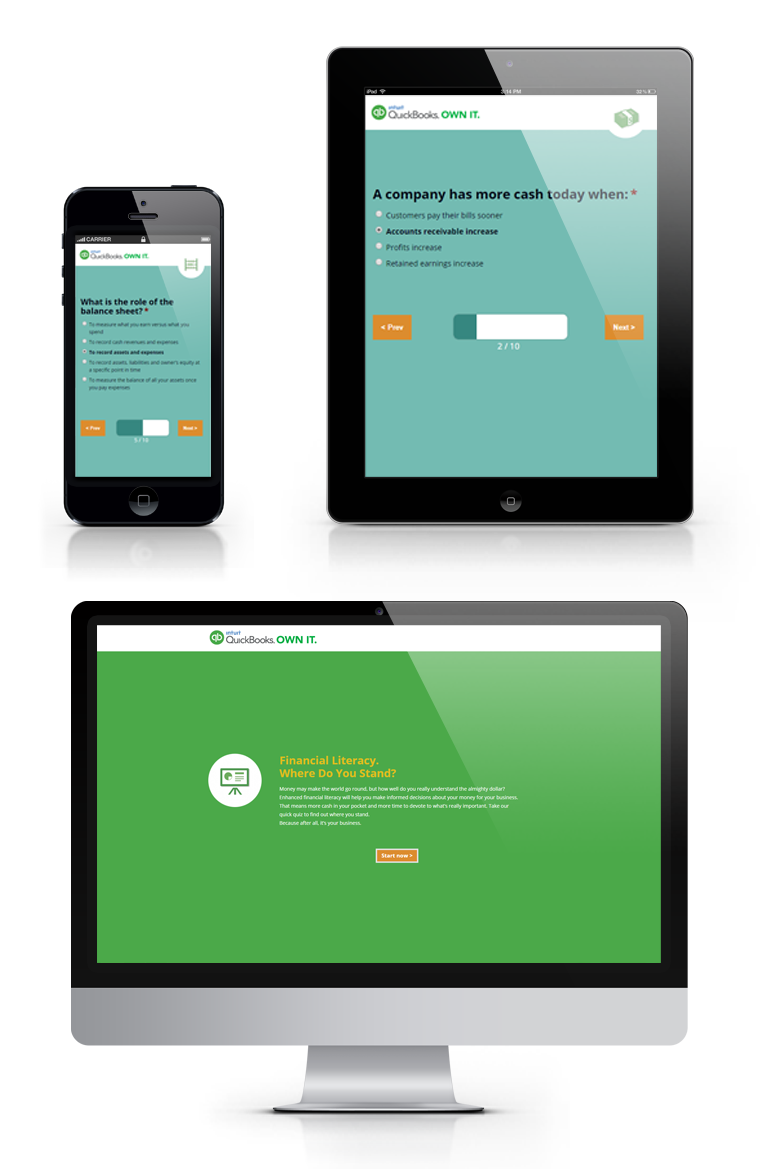 CARRIER
intuit
qb QuickBooks. OWN IT.
What is the role of the
balance sheet? *
To measure what you earn versus what you
spend
To record cash revenues and expenses
To record assets and expenses
To record assets, liabilities and owner's equity at
a specific point in time
To measure the balance of all your assets once
you pay expenses
< Prev
Next >
5 / 10
iPad
2:14 PM
intuit
qb QuickBooks. OWN IT.
A company has more cash today when: *
Customers pay their bills sooner
Accounts receivable increase
Profits increase
Retained earnings increase
< Prev
Next >
2 / 10
intuit
qb QuickBooks. OWN IT.
Financial Literacy.
Where Do You Stand?
Money may make the world go round, but how well do you really understand the almighty dollar?
Enhanced financial literacy will help you make informed decisions about your money for your business.
That means more cash in your pocket and more time to devote to what's really important. Take our
quick quiz to find out where you stand.
Because after all, it's your business.
Start now >